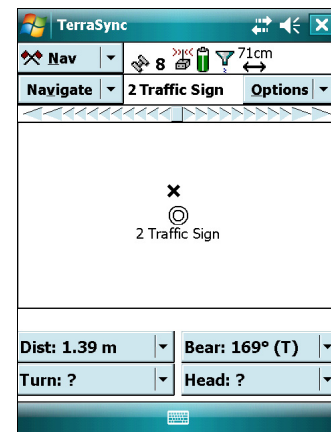 TerraSync
Nav 8 71cm
Navigate 2 Traffic Sign Options
2 Traffic Sign
Dist: 1.39 m Bear: 169° (T)
Turn: ? Head: ?